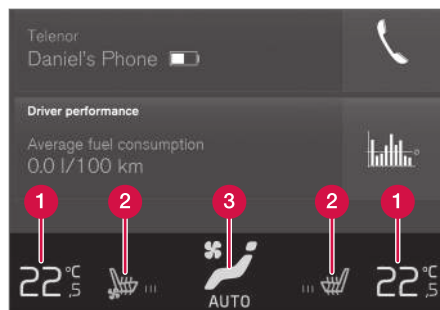 Telenor
Daniel's Phone
Driver performance
Average fuel consumption
0.0 l/100 km
1 2 3 2 1
22 °C ,5 22 °C ,5
AUTO